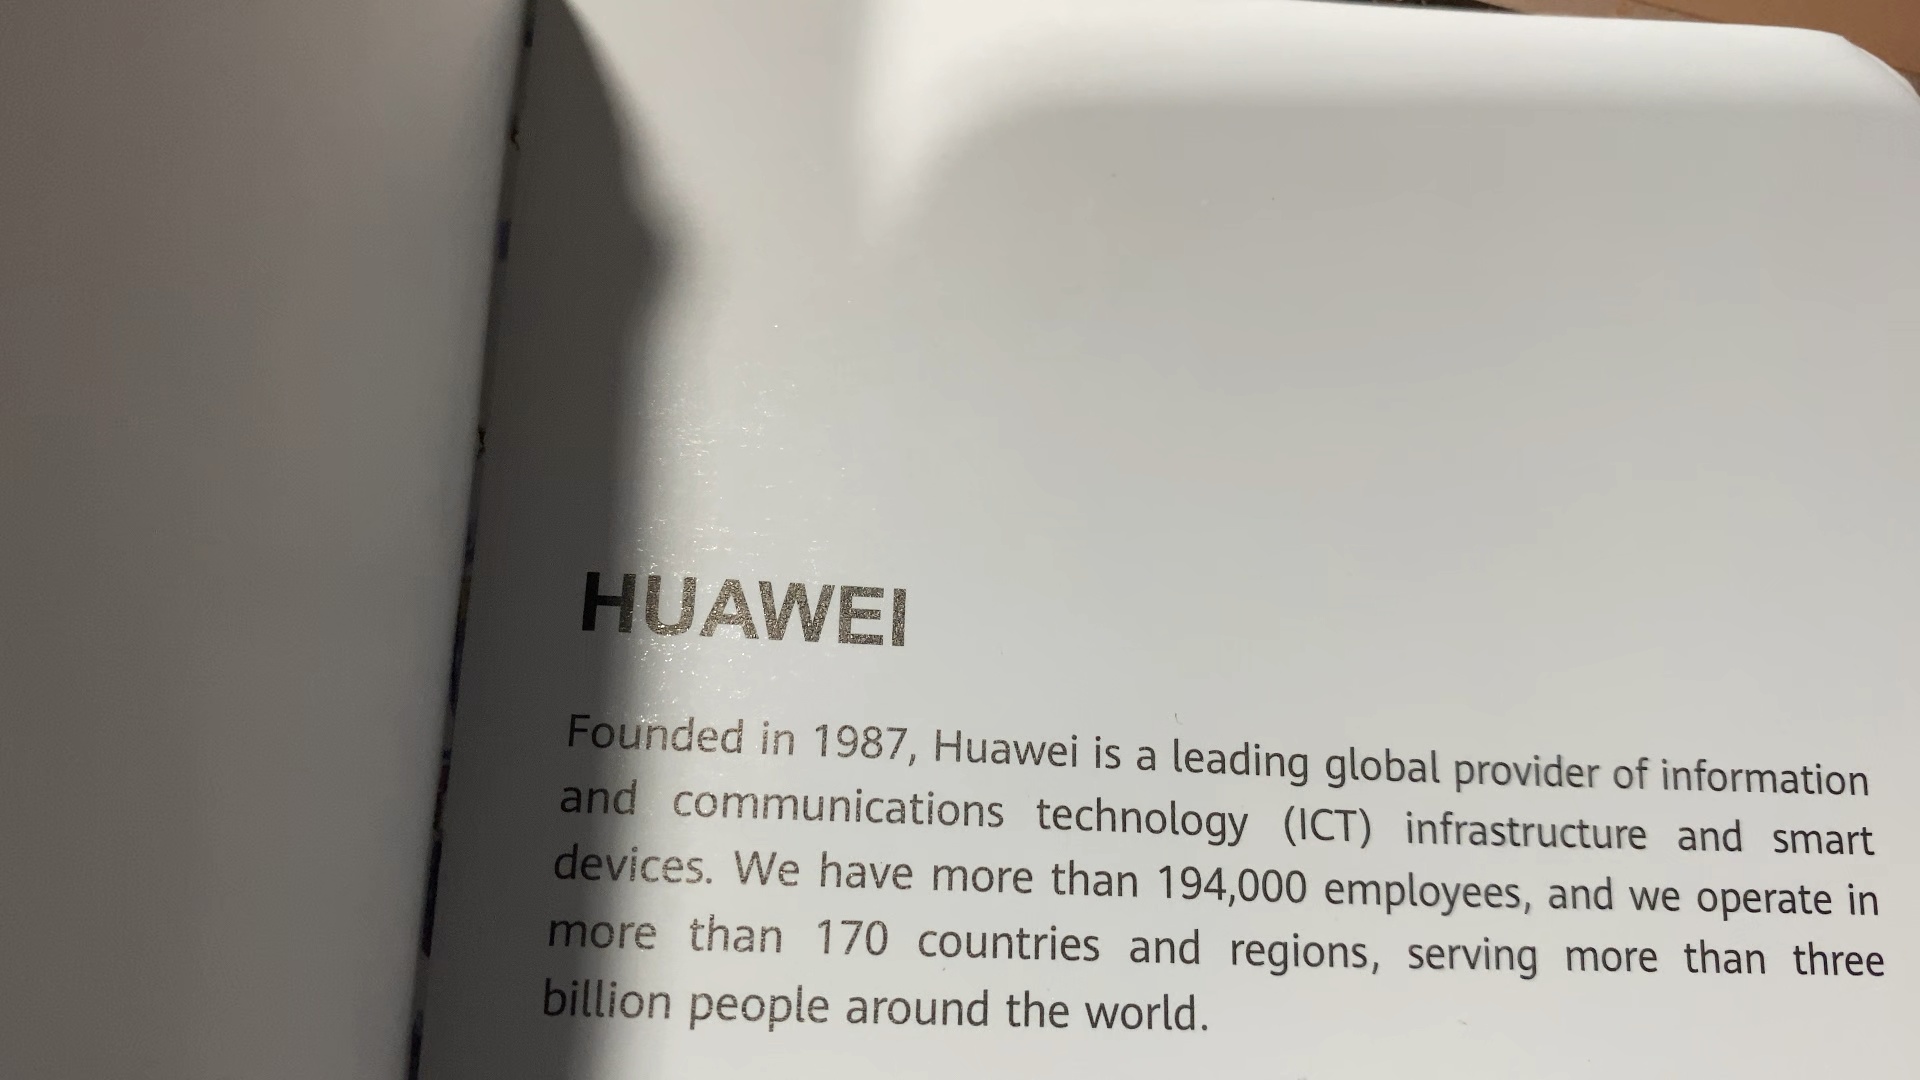 HUAWEI
Founded in 1987, Huawei is a leading global provider of information
and communications technology (ICT) infrastructure and smart
devices. We have more than 194,000 employees, and we operate in
more than 170 countries and regions, serving more than three
billion people around the world.